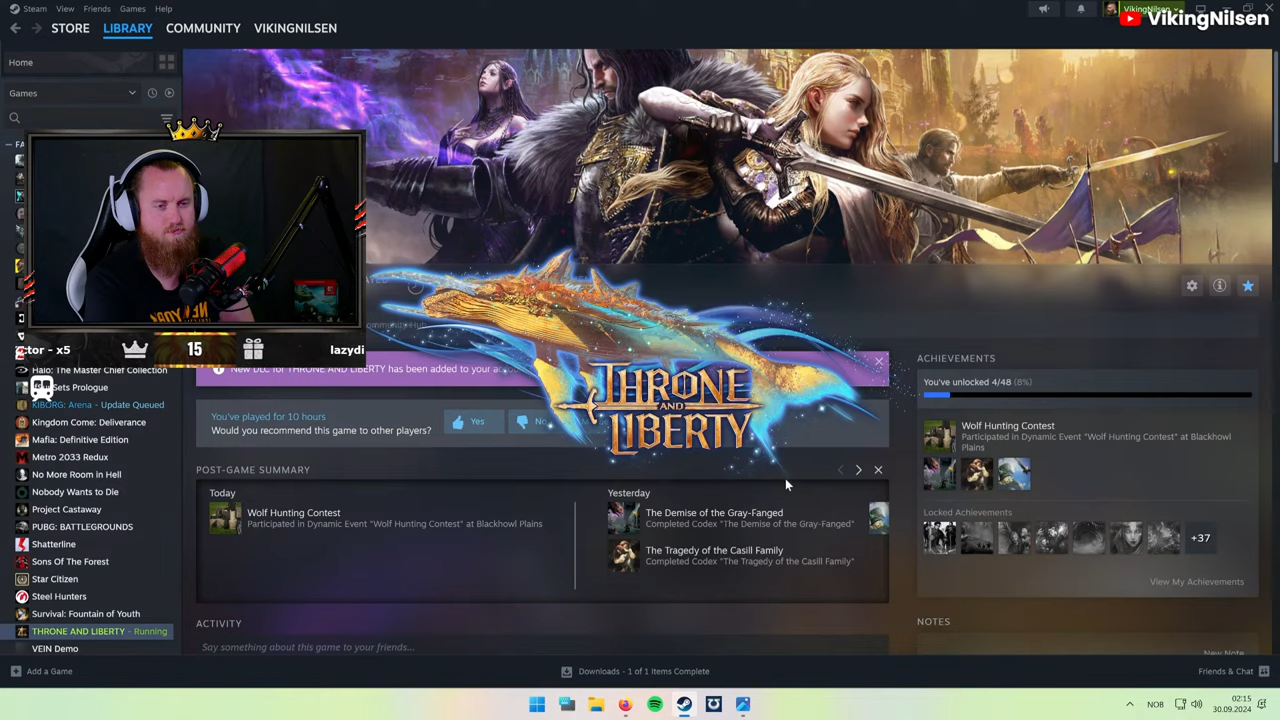 Steam View Friends Games Help
VIKINGNILSEN
STORE LIBRARY COMMUNITY VIKINGNILSEN
VikingNilsen
Home
Games
ctor - x5
15
lazydi
Halo: The Master Chief Collection
Sets Prologue
KIBORG: Arena - Update Queued
Kingdom Come: Deliverance
Mafia: Definitive Edition
Metro 2033 Redux
No More Room in Hell
Nobody Wants to Die
Project Castaway
PUBG: BATTLEGROUNDS
Shatterline
Sons Of The Forest
Star Citizen
Steel Hunters
Survival: Fountain of Youth
THRONE AND LIBERTY - Running
VEIN Demo
THRONE
AND
LIBERTY
New DLC for THRONE AND LIBERTY has been added to your
You've played for 10 hours
Would you recommend this game to other players?
Yes
No
POST-GAME SUMMARY
Today
Wolf Hunting Contest
Participated in Dynamic Event "Wolf Hunting Contest" at Blackhowl Plains
Yesterday
The Demise of the Gray-Fanged
Completed Codex "The Demise of the Gray-Fanged"
The Tragedy of the Casill Family
Completed Codex "The Tragedy of the Casill Family"
ACTIVITY
Say something about this game to your friends...
ACHIEVEMENTS
You've unlocked 4/48 (8%)
Wolf Hunting Contest
Participated in Dynamic Event "Wolf Hunting Contest" at Blackhowl
Plains
Locked Achievements
+37
View My Achievements
NOTES
New Note
Add a Game
Downloads - 1 of 1 Items Complete
Friends & Chat
NOB
02:15
30.09.2024